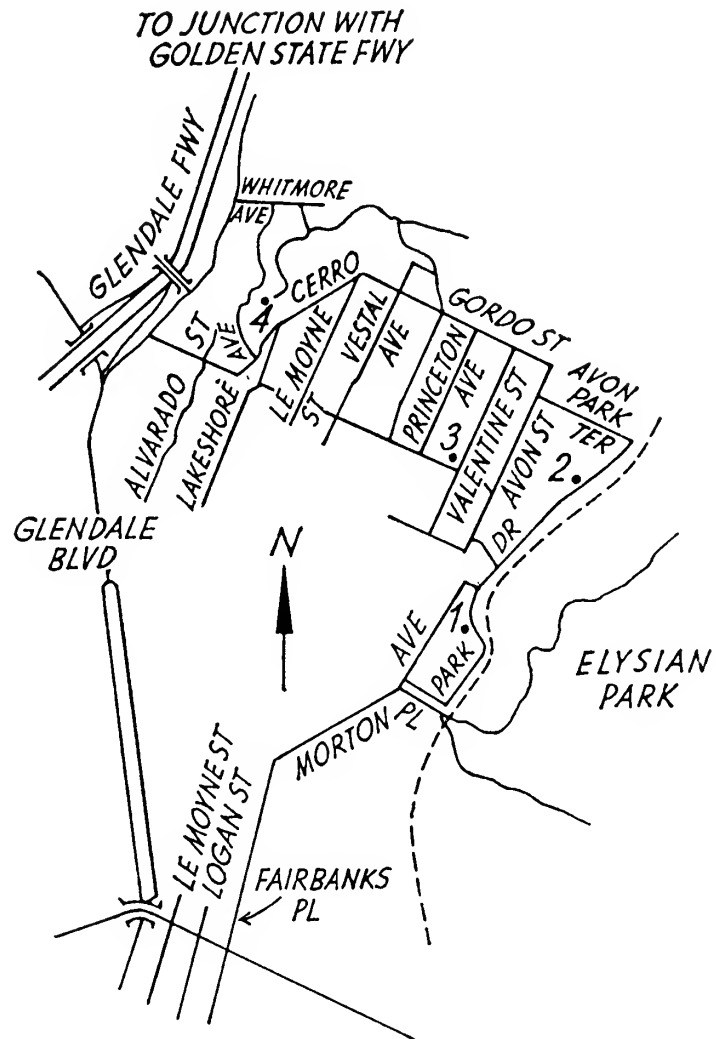 TO JUNCTION WITH
GOLDEN STATE FWY
GLENDALE FWY
WHITMORE
AVE
CERRO
GORDO ST
4
ST
AVE
ALVARADO
LAKESHORE
LE MOYNE
ST
VESTAL
AVE
PRINCETON
AVE
3
VALENTINE ST
AVON ST
AVON
PARK
TER
2
DR
GLENDALE
BLVD
N
AVE
1
PARK
ELYSIAN
PARK
MORTON
PL
LE MOYNE ST
LOGAN ST
FAIRBANKS
PL